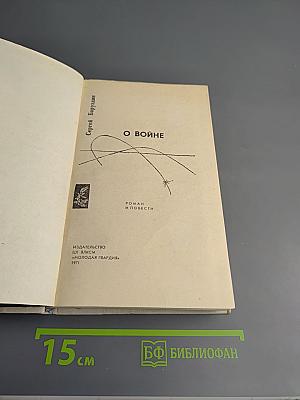 Сергей Баруздин
О ВОЙНЕ
РОМАН
И ПОВЕСТИ
ИЗДАТЕЛЬСТВО
ЦК ВЛКСМ
«МОЛОДАЯ ГВАРДИЯ»
1971
15 см
БФ БИБЛИОФАН